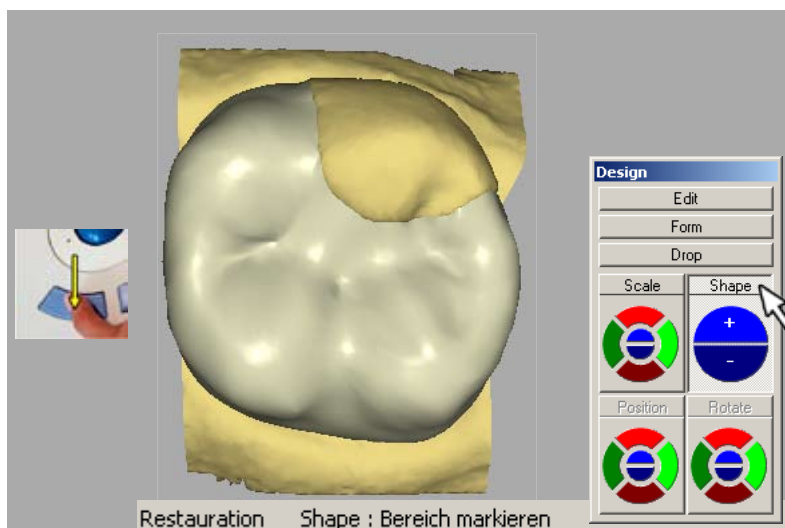 Design
Edit
Form
Drop
Scale Shape
+
-
Position Rotate
Restauration Shape : Bereich markieren